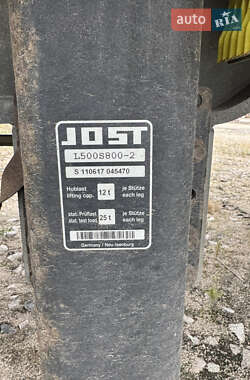 AUTO RIA
JOST
L500S800-2
S 110617 045470
Hublast 12 t je Stütze
lifting cap. each leg
stat. Prüflast 25 t je Stütze
stat. test load each leg
Germany / Neu-Isenburg